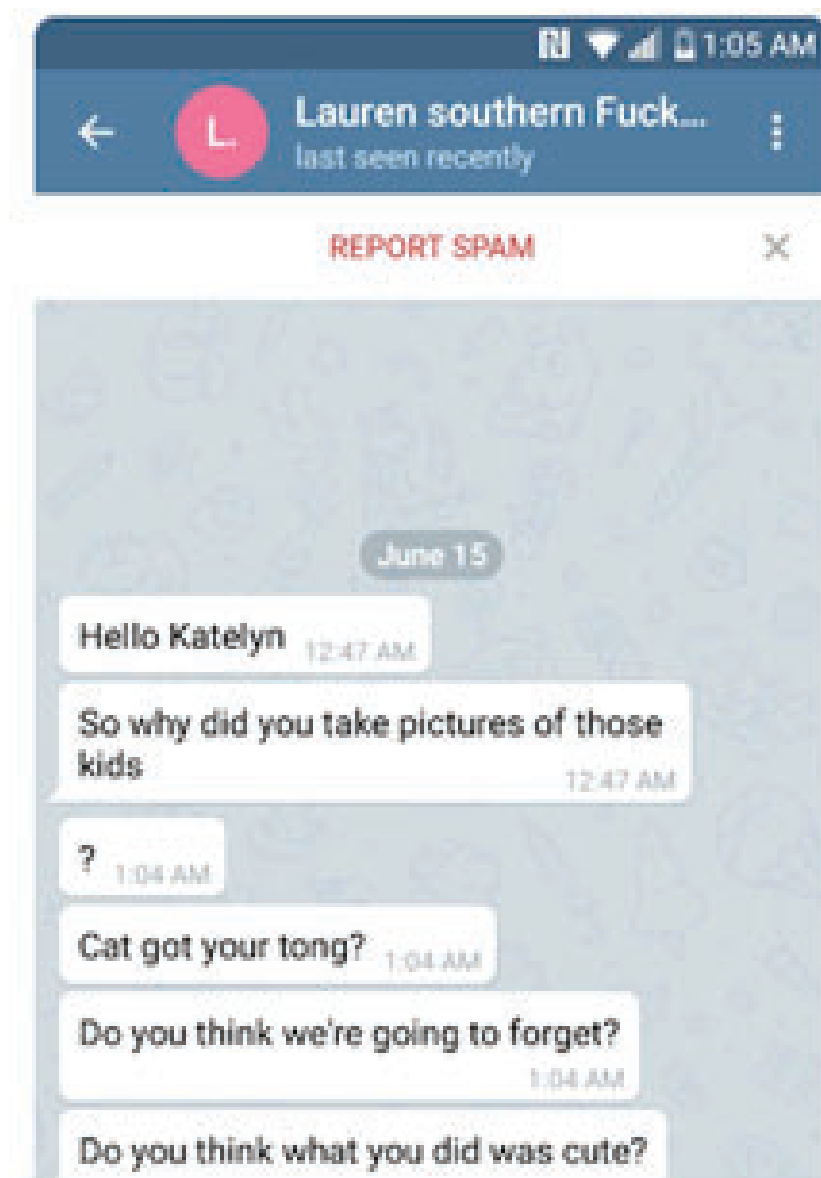 1:05 AM
L.
Lauren southern Fuck...
last seen recently
REPORT SPAM
June 15
Hello Katelyn 12:47 AM
So why did you take pictures of those
kids 12:47 AM
? 1:04 AM
Cat got your tong? 1:04 AM
Do you think we're going to forget?
1:04 AM
Do you think what you did was cute?